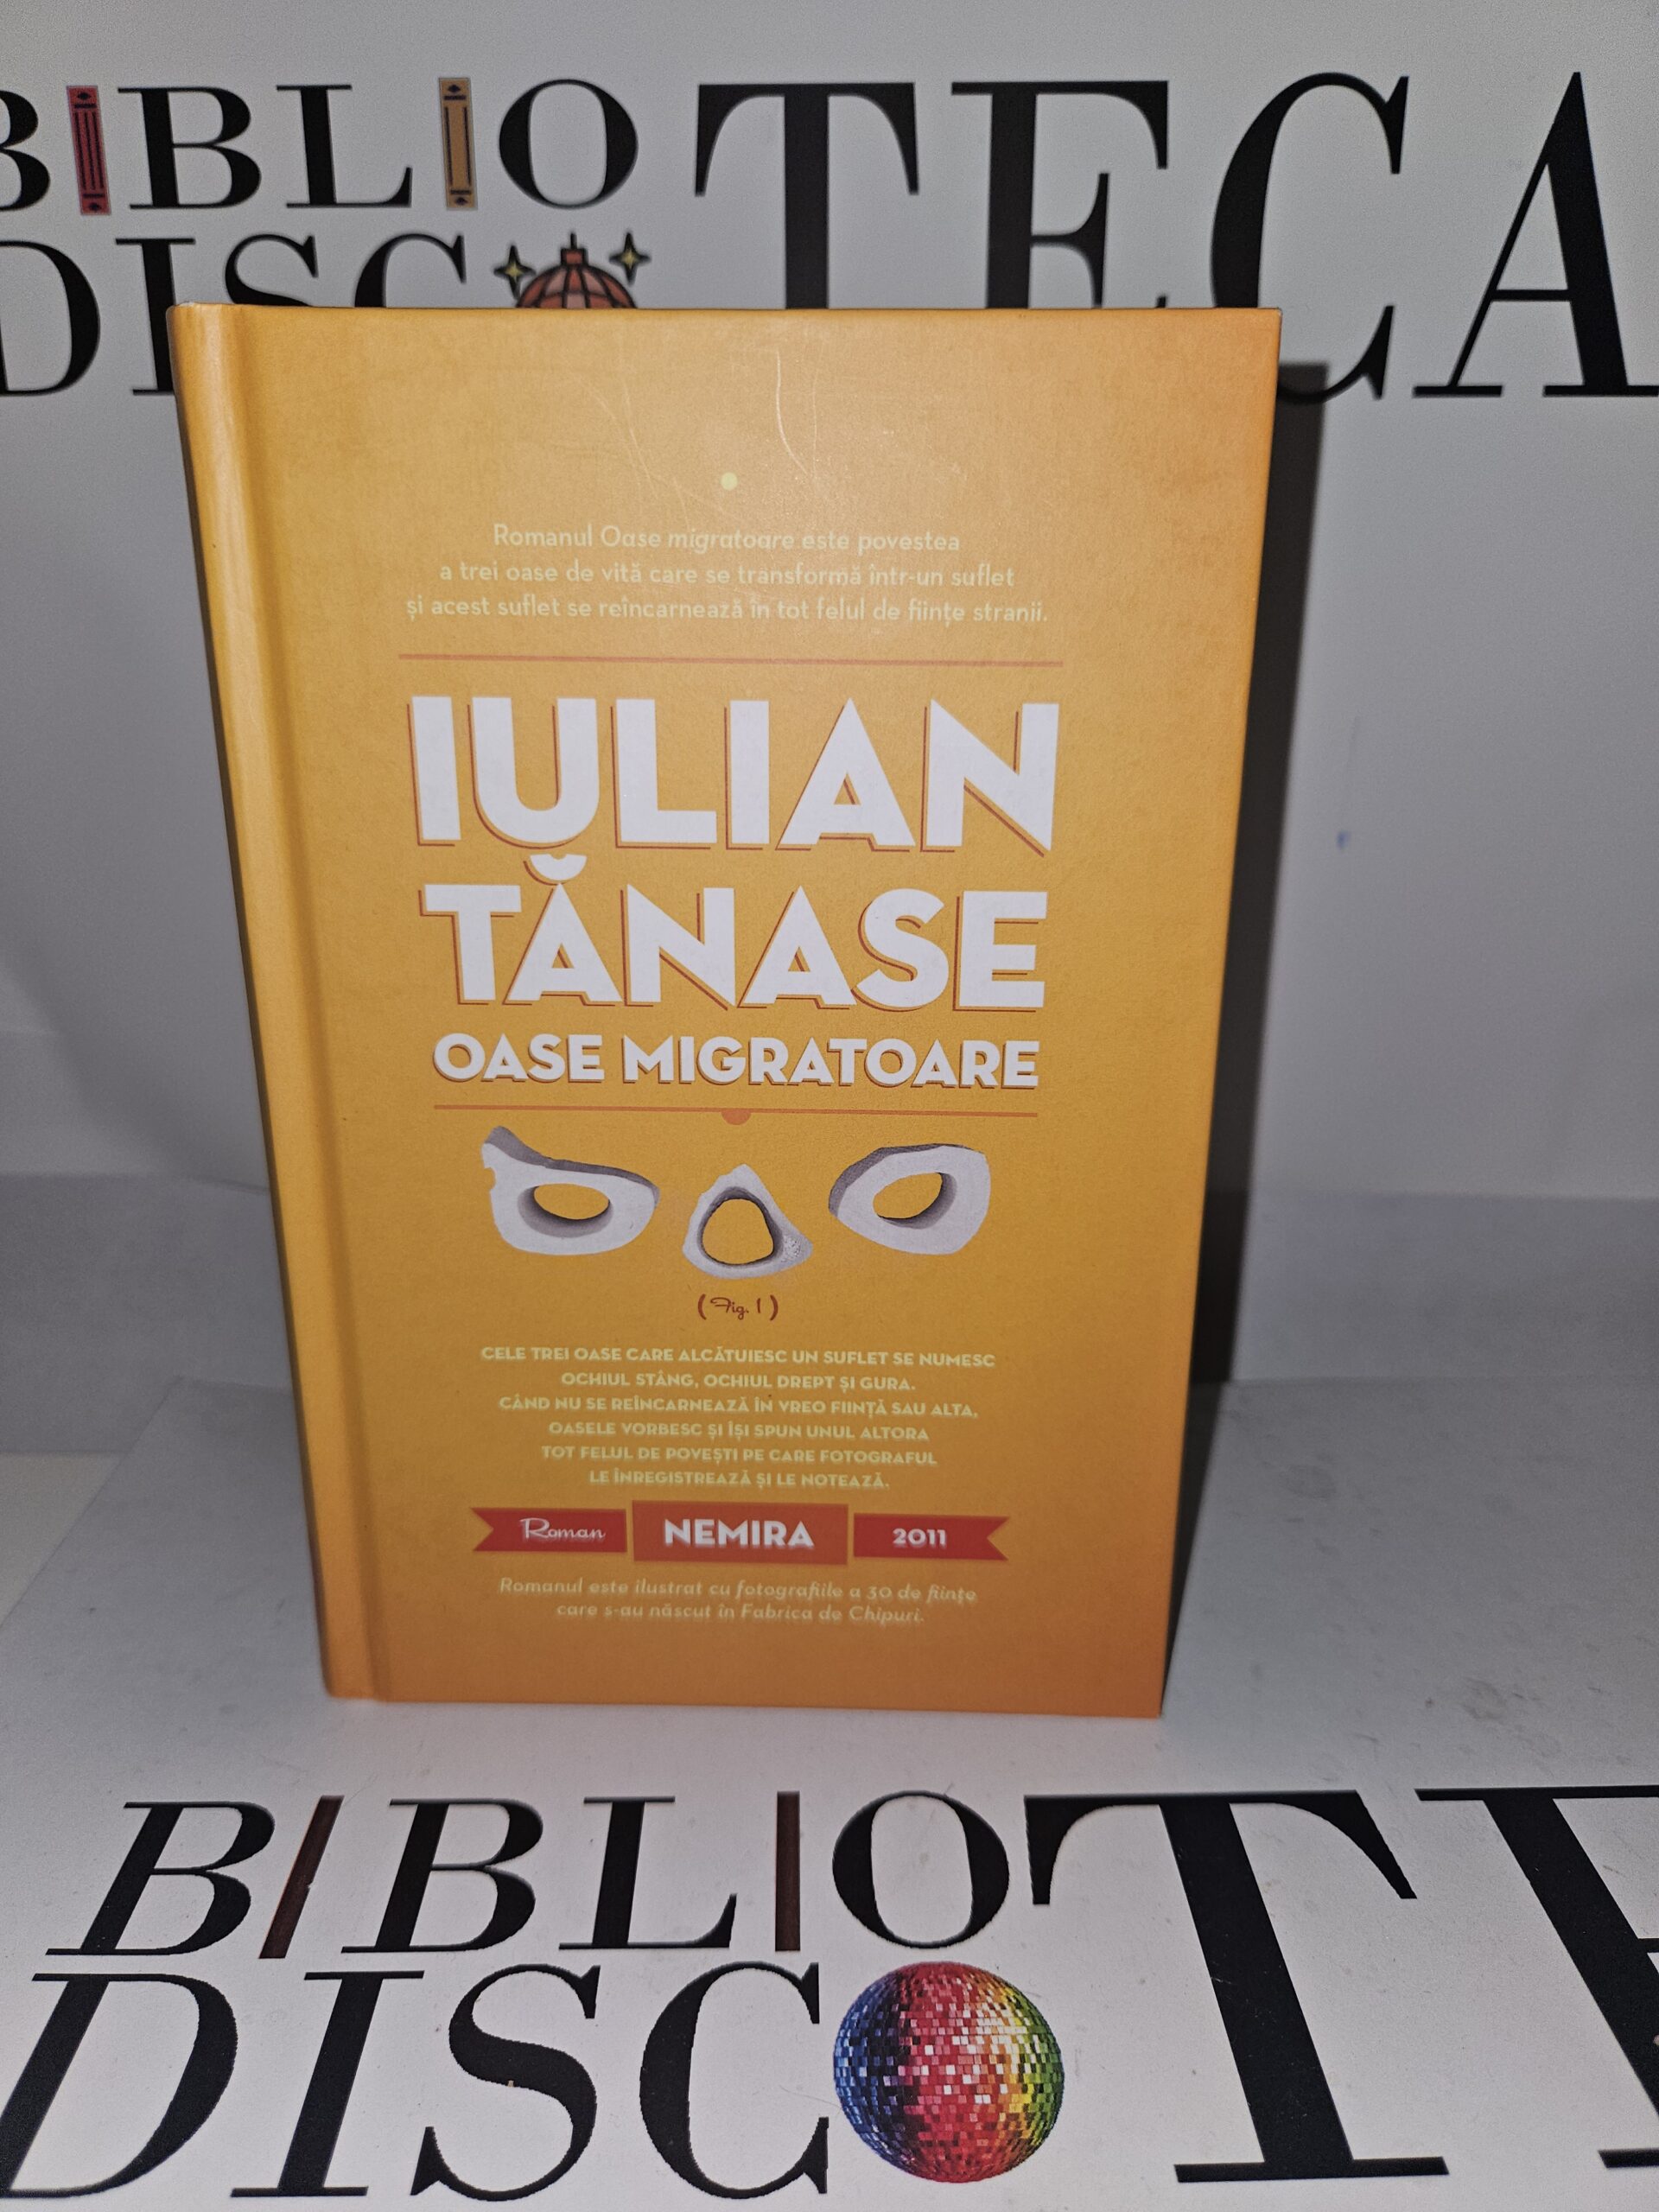 BIBLIO TECA
DISCO
Romanul Oase migratoare este povestea
a trei oase de vită care se transformă într-un suflet
și acest suflet se reîncarnează în tot felul de ființe stranii.
IULIAN
TĂNASE
OASE MIGRATOARE
(Fig. 1)
CELE TREI OASE CARE ALCĂTUIESC UN SUFLET SE NUMESC
OCHIUL STÂNG, OCHIUL DREPT ȘI GURA.
CÂND NU SE REÎNCARNEAZĂ ÎN VREO FIINȚĂ SAU ALTA,
OASELE VORBESC ȘI ÎȘI SPUN UNUL ALTORA
TOT FELUL DE POVEȘTI PE CARE FOTOGRAFUL
LE ÎNREGISTREAZĂ ȘI LE NOTEAZĂ.
Roman NEMIRA 2011
Romanul este ilustrat cu fotografiile a 30 de ființe
care s-au născut în Fabrica de Chipuri.
BIBLIO TE
DISCO